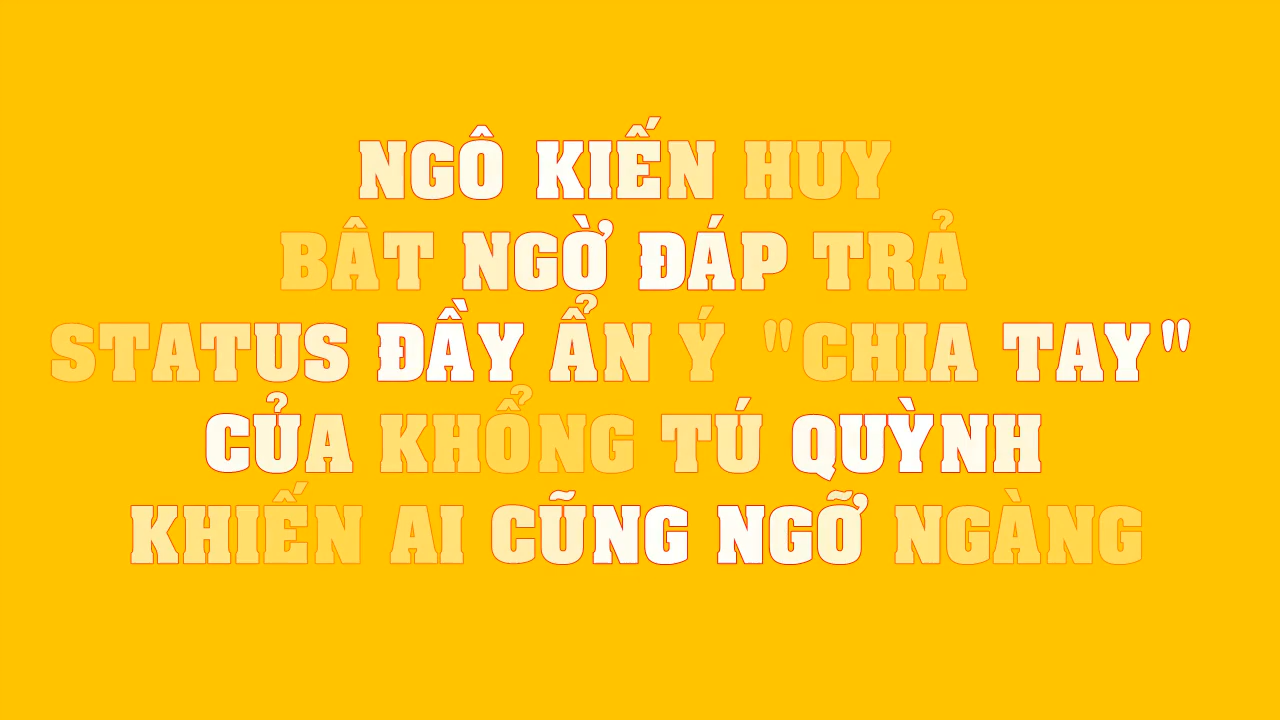 NGÔ KIẾN HUY
BÂT NGỜ ĐÁP TRẢ
STATUS ĐẦY ẨN Ý "CHIA TAY"
CỦA KHỔNG TÚ QUỲNH
KHIẾN AI CŨNG NGỠ NGÀNG